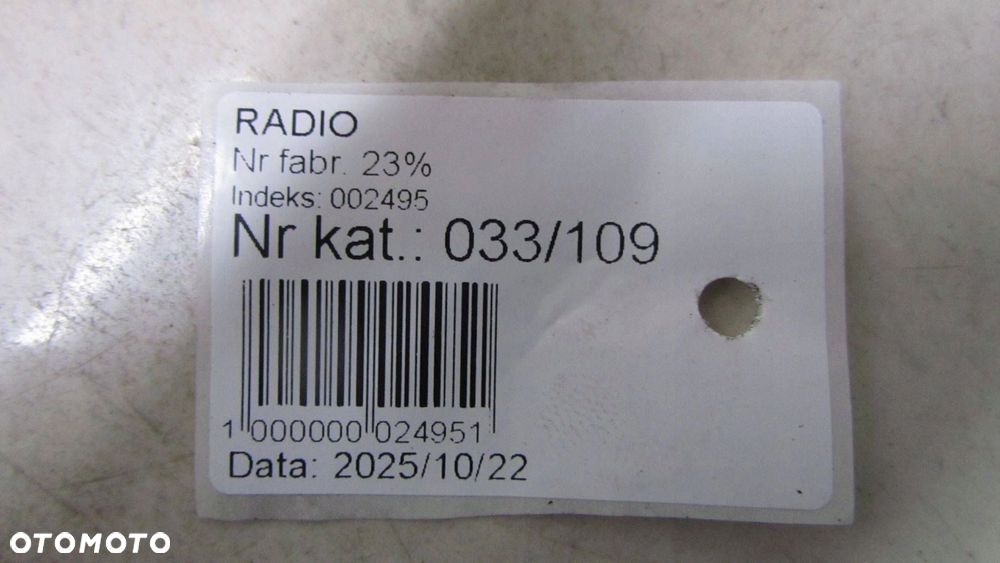 RADIO
Nr fabr. 23%
Indeks: 002495
Nr kat.: 033/109
1 000000 024951
Data: 2025/10/22
OTOMOTO